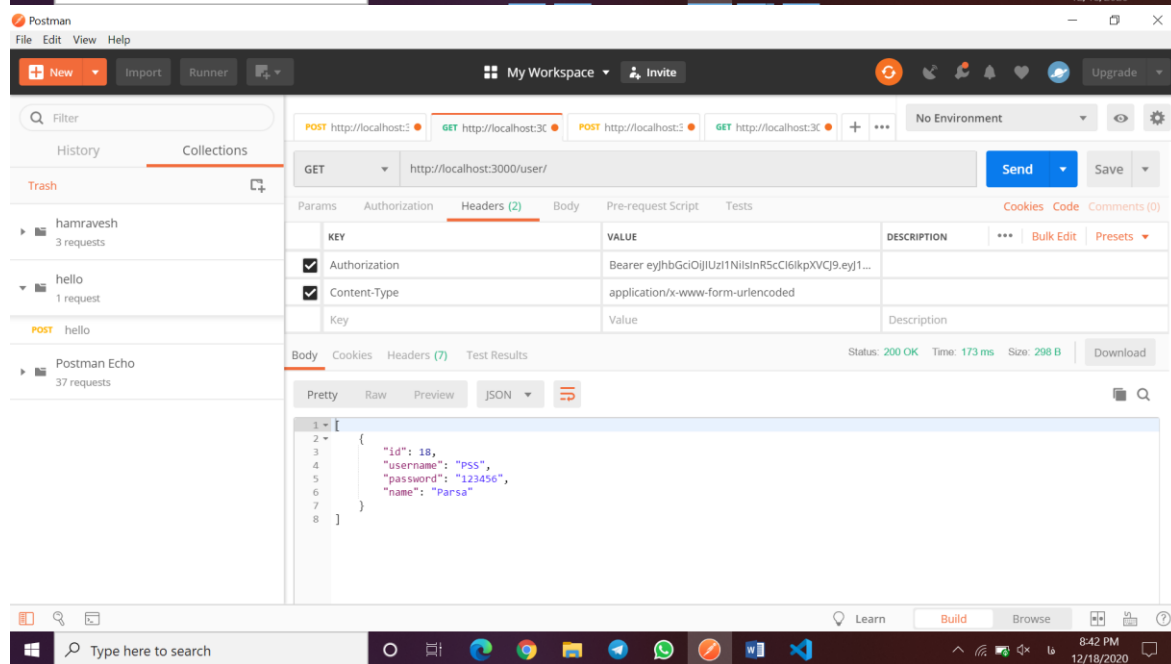 Postman
File Edit View Help
New Import Runner My Workspace Invite Upgrade
Filter
History Collections
Trash
hamravesh
3 requests
hello
1 request
POST hello
Postman Echo
37 requests
POST http://localhost:3 GET http://localhost:30 POST http://localhost:3 GET http://localhost:30 + ••• No Environment
GET http://localhost:3000/user/ Send Save
Params Authorization Headers (2) Body Pre-request Script Tests Cookies Code Comments (0)
KEY VALUE DESCRIPTION ••• Bulk Edit Presets
Authorization Bearer eyJhbGciOiJIUzI1NiIsInR5cCI6IkpXVCJ9.eyJ1...
Content-Type application/x-www-form-urlencoded
Key Value Description
Body Cookies Headers (7) Test Results Status: 200 OK Time: 173 ms Size: 298 B Download
Pretty Raw Preview JSON
1 [
2 {
3 "id": 18,
4 "username": "PSS",
5 "password": "123456",
6 "name": "Parsa"
7 }
8 ]
Learn Build Browse
Type here to search فا 8:42 PM
12/18/2020